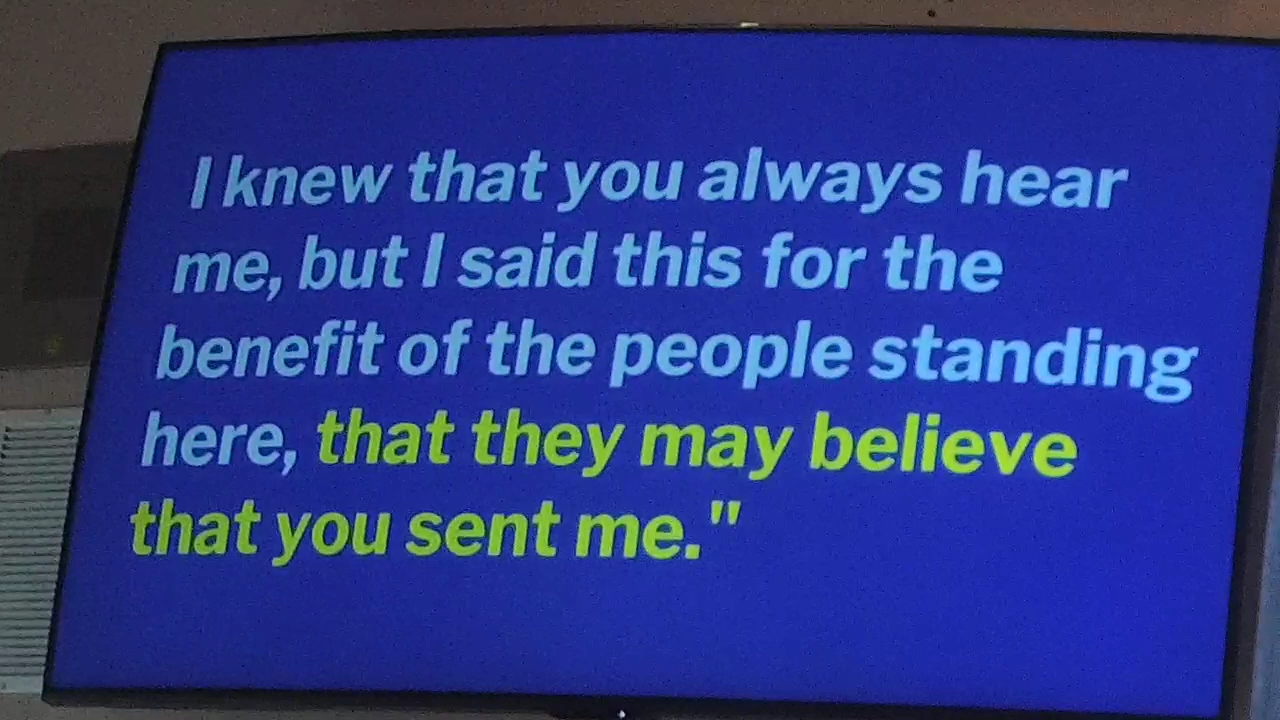 I knew that you always hear
me, but I said this for the
benefit of the people standing
here, that they may believe
that you sent me."